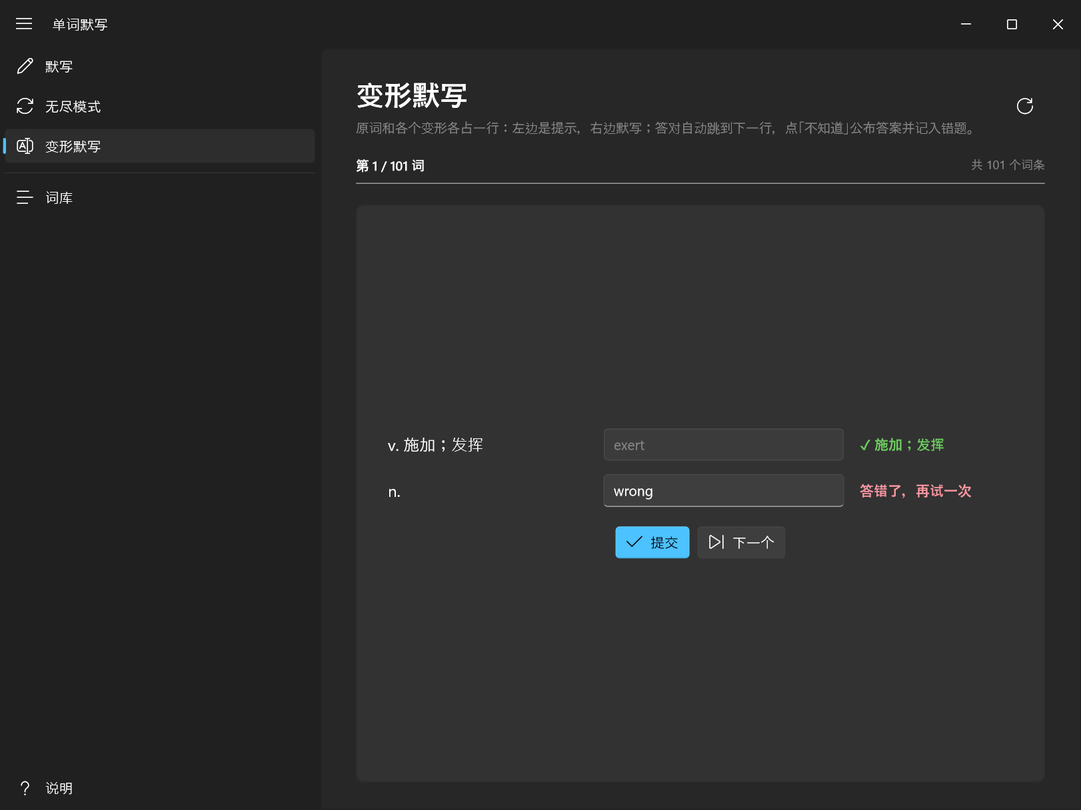 单词默写
默写
无尽模式
变形默写
词库
变形默写
原词和各个变形各占一行：左边是提示，右边默写；答对自动跳到下一行，点「不知道」公布答案并记入错题。
第 1 / 101 词
共 101 个词条
v. 施加；发挥
exert
✓ 施加；发挥
n.
wrong
答错了，再试一次
提交
下一个
说明